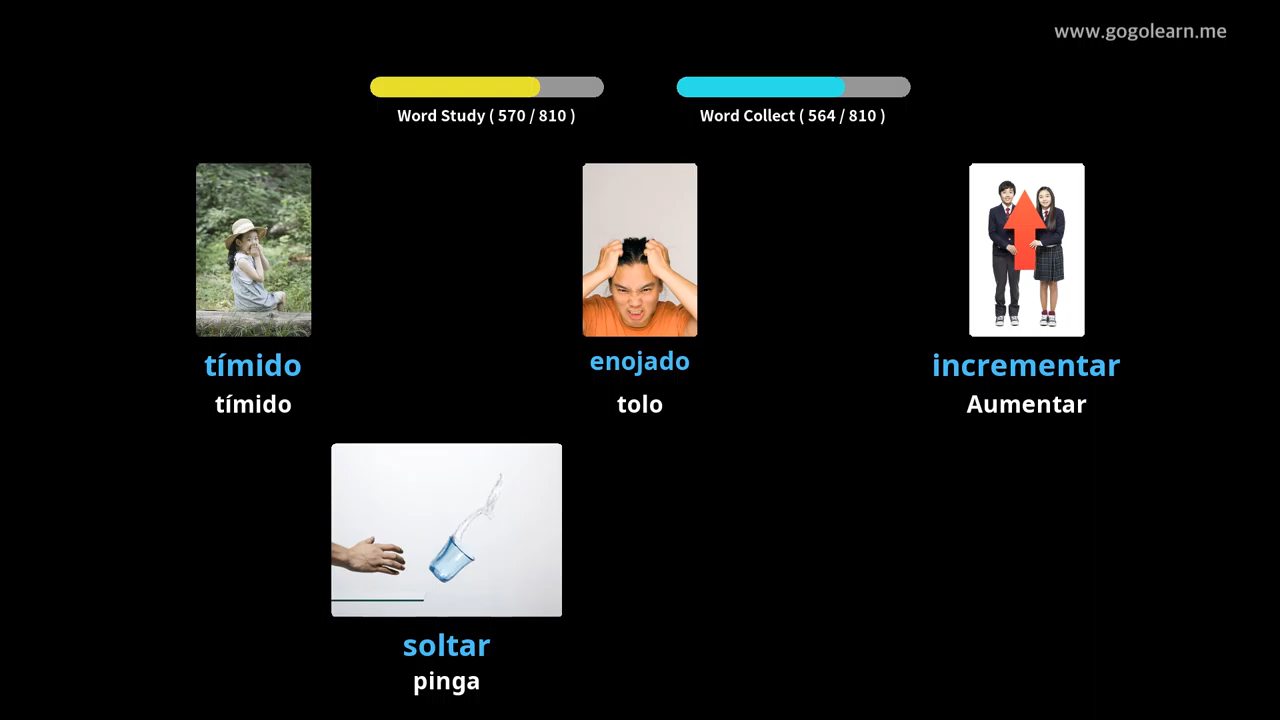 www.gogolearn.me
Word Study ( 570 / 810 )
Word Collect ( 564 / 810 )
tímido
tímido
enojado
tolo
incrementar
Aumentar
soltar
pinga